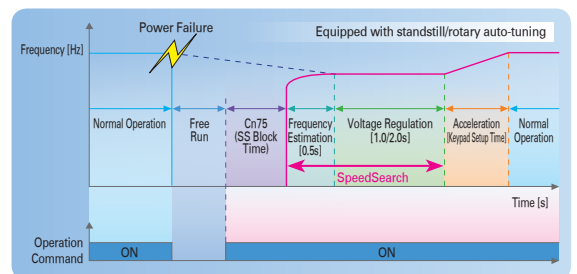 Power Failure
Equipped with standstill/rotary auto-tuning
Frequency [Hz]
Normal Operation
Free
Run
Cn75
(SS Block
Time)
Frequency
Estimation
[0.5s]
Voltage Regulation
[1.0/2.0s]
Acceleration
[Keypad Setup Time]
Normal
Operation
SpeedSearch
Time [s]
Operation
Command
ON
ON